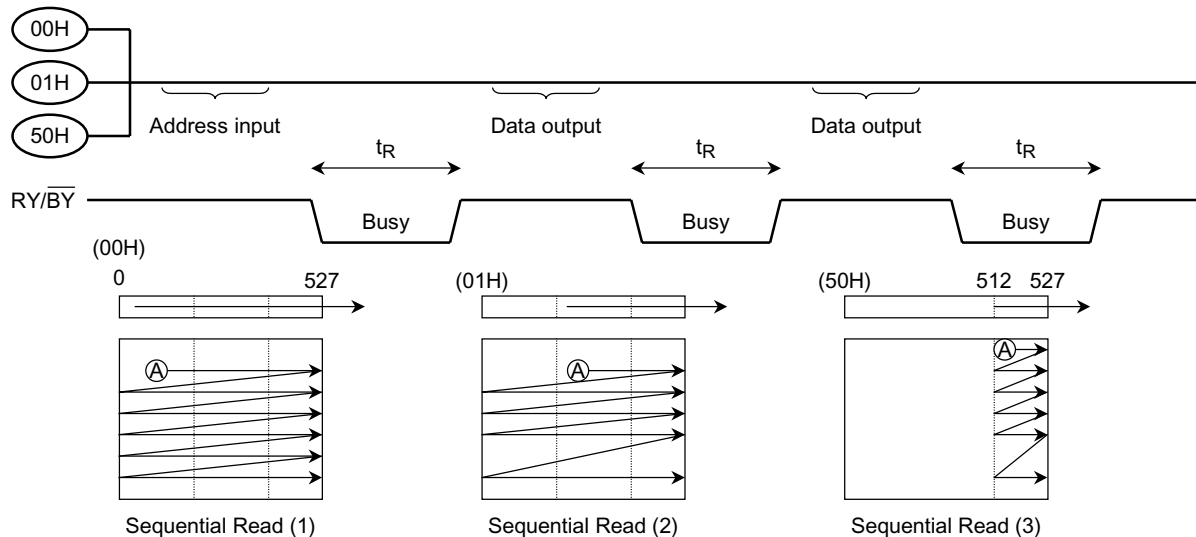 00H
01H
50H
Address input
Data output
Data output
tR
tR
tR
RY/BY
Busy
Busy
Busy
(00H)
0
527
(01H)
(50H)
512
527
A
A
A
Sequential Read (1)
Sequential Read (2)
Sequential Read (3)